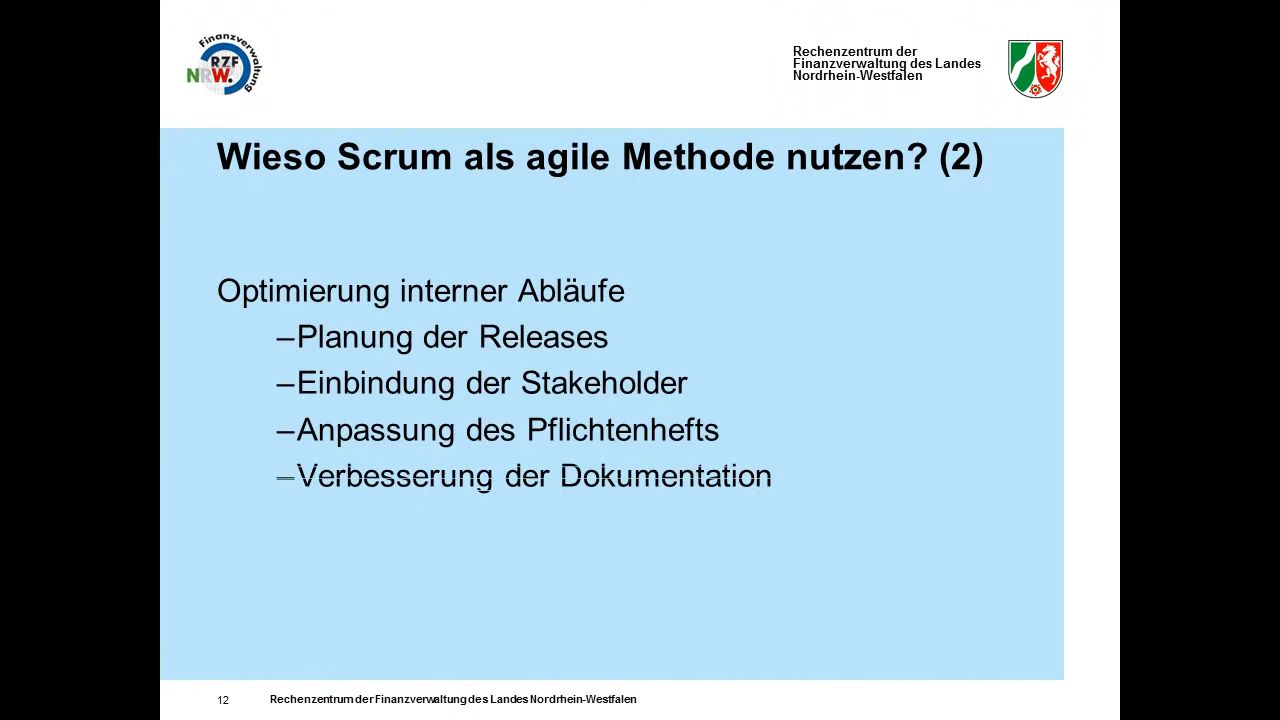 Finanzverwaltung
RZF
NRW.
Rechenzentrum der
Finanzverwaltung des Landes
Nordrhein-Westfalen
Wieso Scrum als agile Methode nutzen? (2)
Optimierung interner Abläufe
–Planung der Releases
–Einbindung der Stakeholder
–Anpassung des Pflichtenhefts
–Verbesserung der Dokumentation
12 Rechenzentrum der Finanzverwaltung des Landes Nordrhein-Westfalen